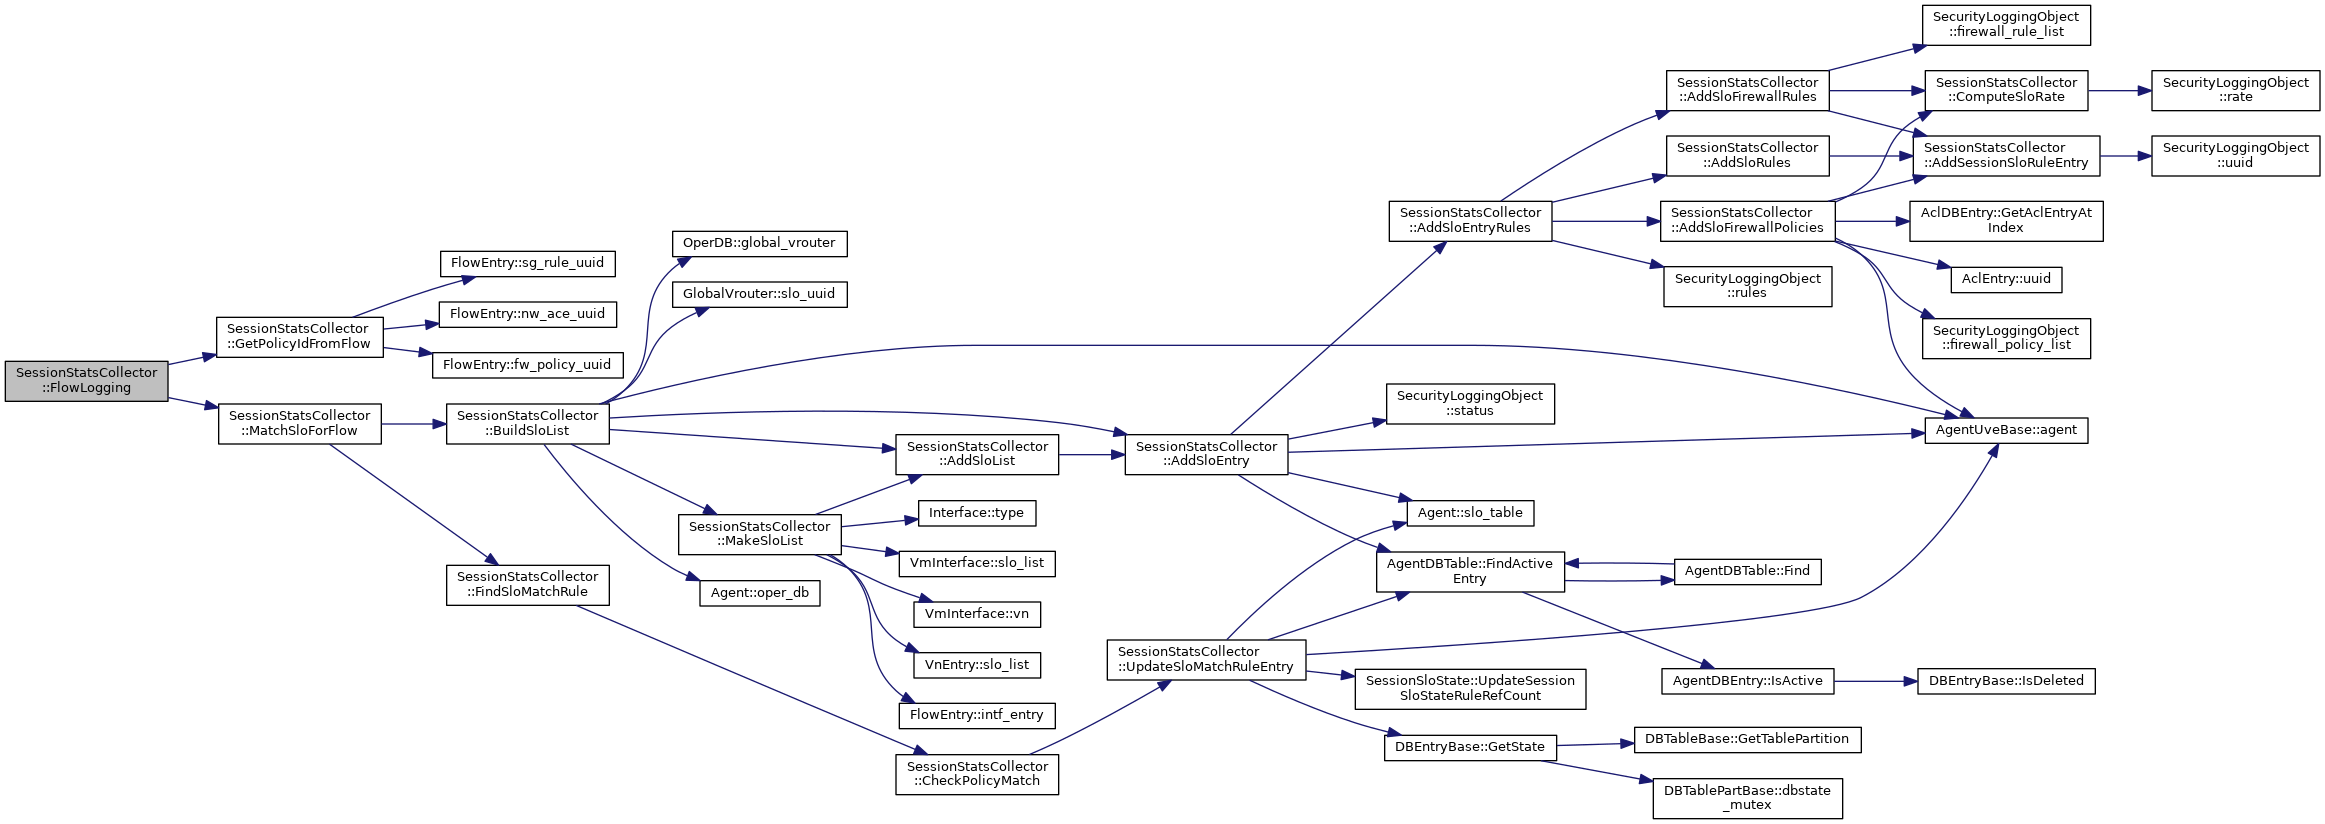 SessionStatsCollector
::FlowLogging
SessionStatsCollector
::GetPolicyIdFromFlow
FlowEntry::sg_rule_uuid
FlowEntry::nw_ace_uuid
FlowEntry::fw_policy_uuid
SessionStatsCollector
::MatchSloForFlow
SessionStatsCollector
::BuildSloList
OperDB::global_vrouter
GlobalVrouter::slo_uuid
SessionStatsCollector
::AddSloList
SessionStatsCollector
::MakeSloList
Agent::oper_db
SessionStatsCollector
::FindSloMatchRule
Interface::type
VmInterface::slo_list
VmInterface::vn
VnEntry::slo_list
FlowEntry::intf_entry
SessionStatsCollector
::CheckPolicyMatch
SessionStatsCollector
::AddSloEntry
SessionStatsCollector
::UpdateSloMatchRuleEntry
SessionStatsCollector
::AddSloEntryRules
SecurityLoggingObject
::status
Agent::slo_table
AgentDBTable::FindActive
Entry
SessionSloState::UpdateSession
SloStateRuleRefCount
DBEntryBase::GetState
SessionStatsCollector
::AddSloFirewallRules
SessionStatsCollector
::AddSloRules
SessionStatsCollector
::AddSloFirewallPolicies
SecurityLoggingObject
::rules
AgentDBTable::Find
AgentDBEntry::IsActive
DBTableBase::GetTablePartition
DBTablePartBase::dbstate
_mutex
SecurityLoggingObject
::firewall_rule_list
SessionStatsCollector
::ComputeSloRate
SessionStatsCollector
::AddSessionSloRuleEntry
AclDBEntry::GetAclEntryAt
Index
AclEntry::uuid
SecurityLoggingObject
::firewall_policy_list
AgentUveBase::agent
DBEntryBase::IsDeleted
SecurityLoggingObject
::rate
SecurityLoggingObject
::uuid